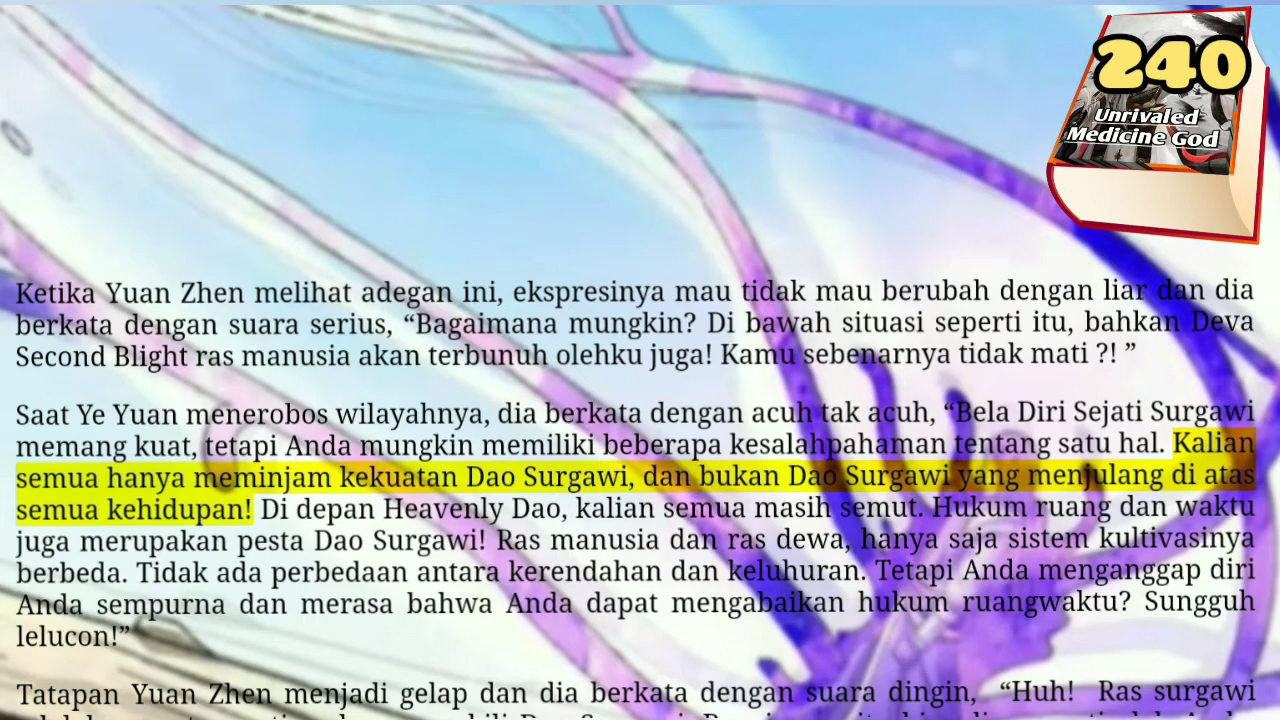 240
Unrivaled
Medicine God
Ketika Yuan Zhen melihat adegan ini, ekspresinya mau tidak mau berubah dengan liar dan dia
berkata dengan suara serius, “Bagaimana mungkin? Di bawah situasi seperti itu, bahkan Deva
Second Blight ras manusia akan terbunuh olehku juga! Kamu sebenarnya tidak mati ?! ”
Saat Ye Yuan menerobos wilayahnya, dia berkata dengan acuh tak acuh, “Bela Diri Sejati Surgawi
memang kuat, tetapi Anda mungkin memiliki beberapa kesalahpahaman tentang satu hal. Kalian
semua hanya meminjam kekuatan Dao Surgawi, dan bukan Dao Surgawi yang menjulang di atas
semua kehidupan! Di depan Heavenly Dao, kalian semua masih semut. Hukum ruang dan waktu
juga merupakan pesta Dao Surgawi! Ras manusia dan ras dewa, hanya saja sistem kultivasinya
berbeda. Tidak ada perbedaan antara kerendahan dan keluhuran. Tetapi Anda menganggap diri
Anda sempurna dan merasa bahwa Anda dapat mengabaikan hukum ruangwaktu? Sungguh
lelucon!”
Tatapan Yuan Zhen menjadi gelap dan dia berkata dengan suara dingin, “Huh! Ras surgawi